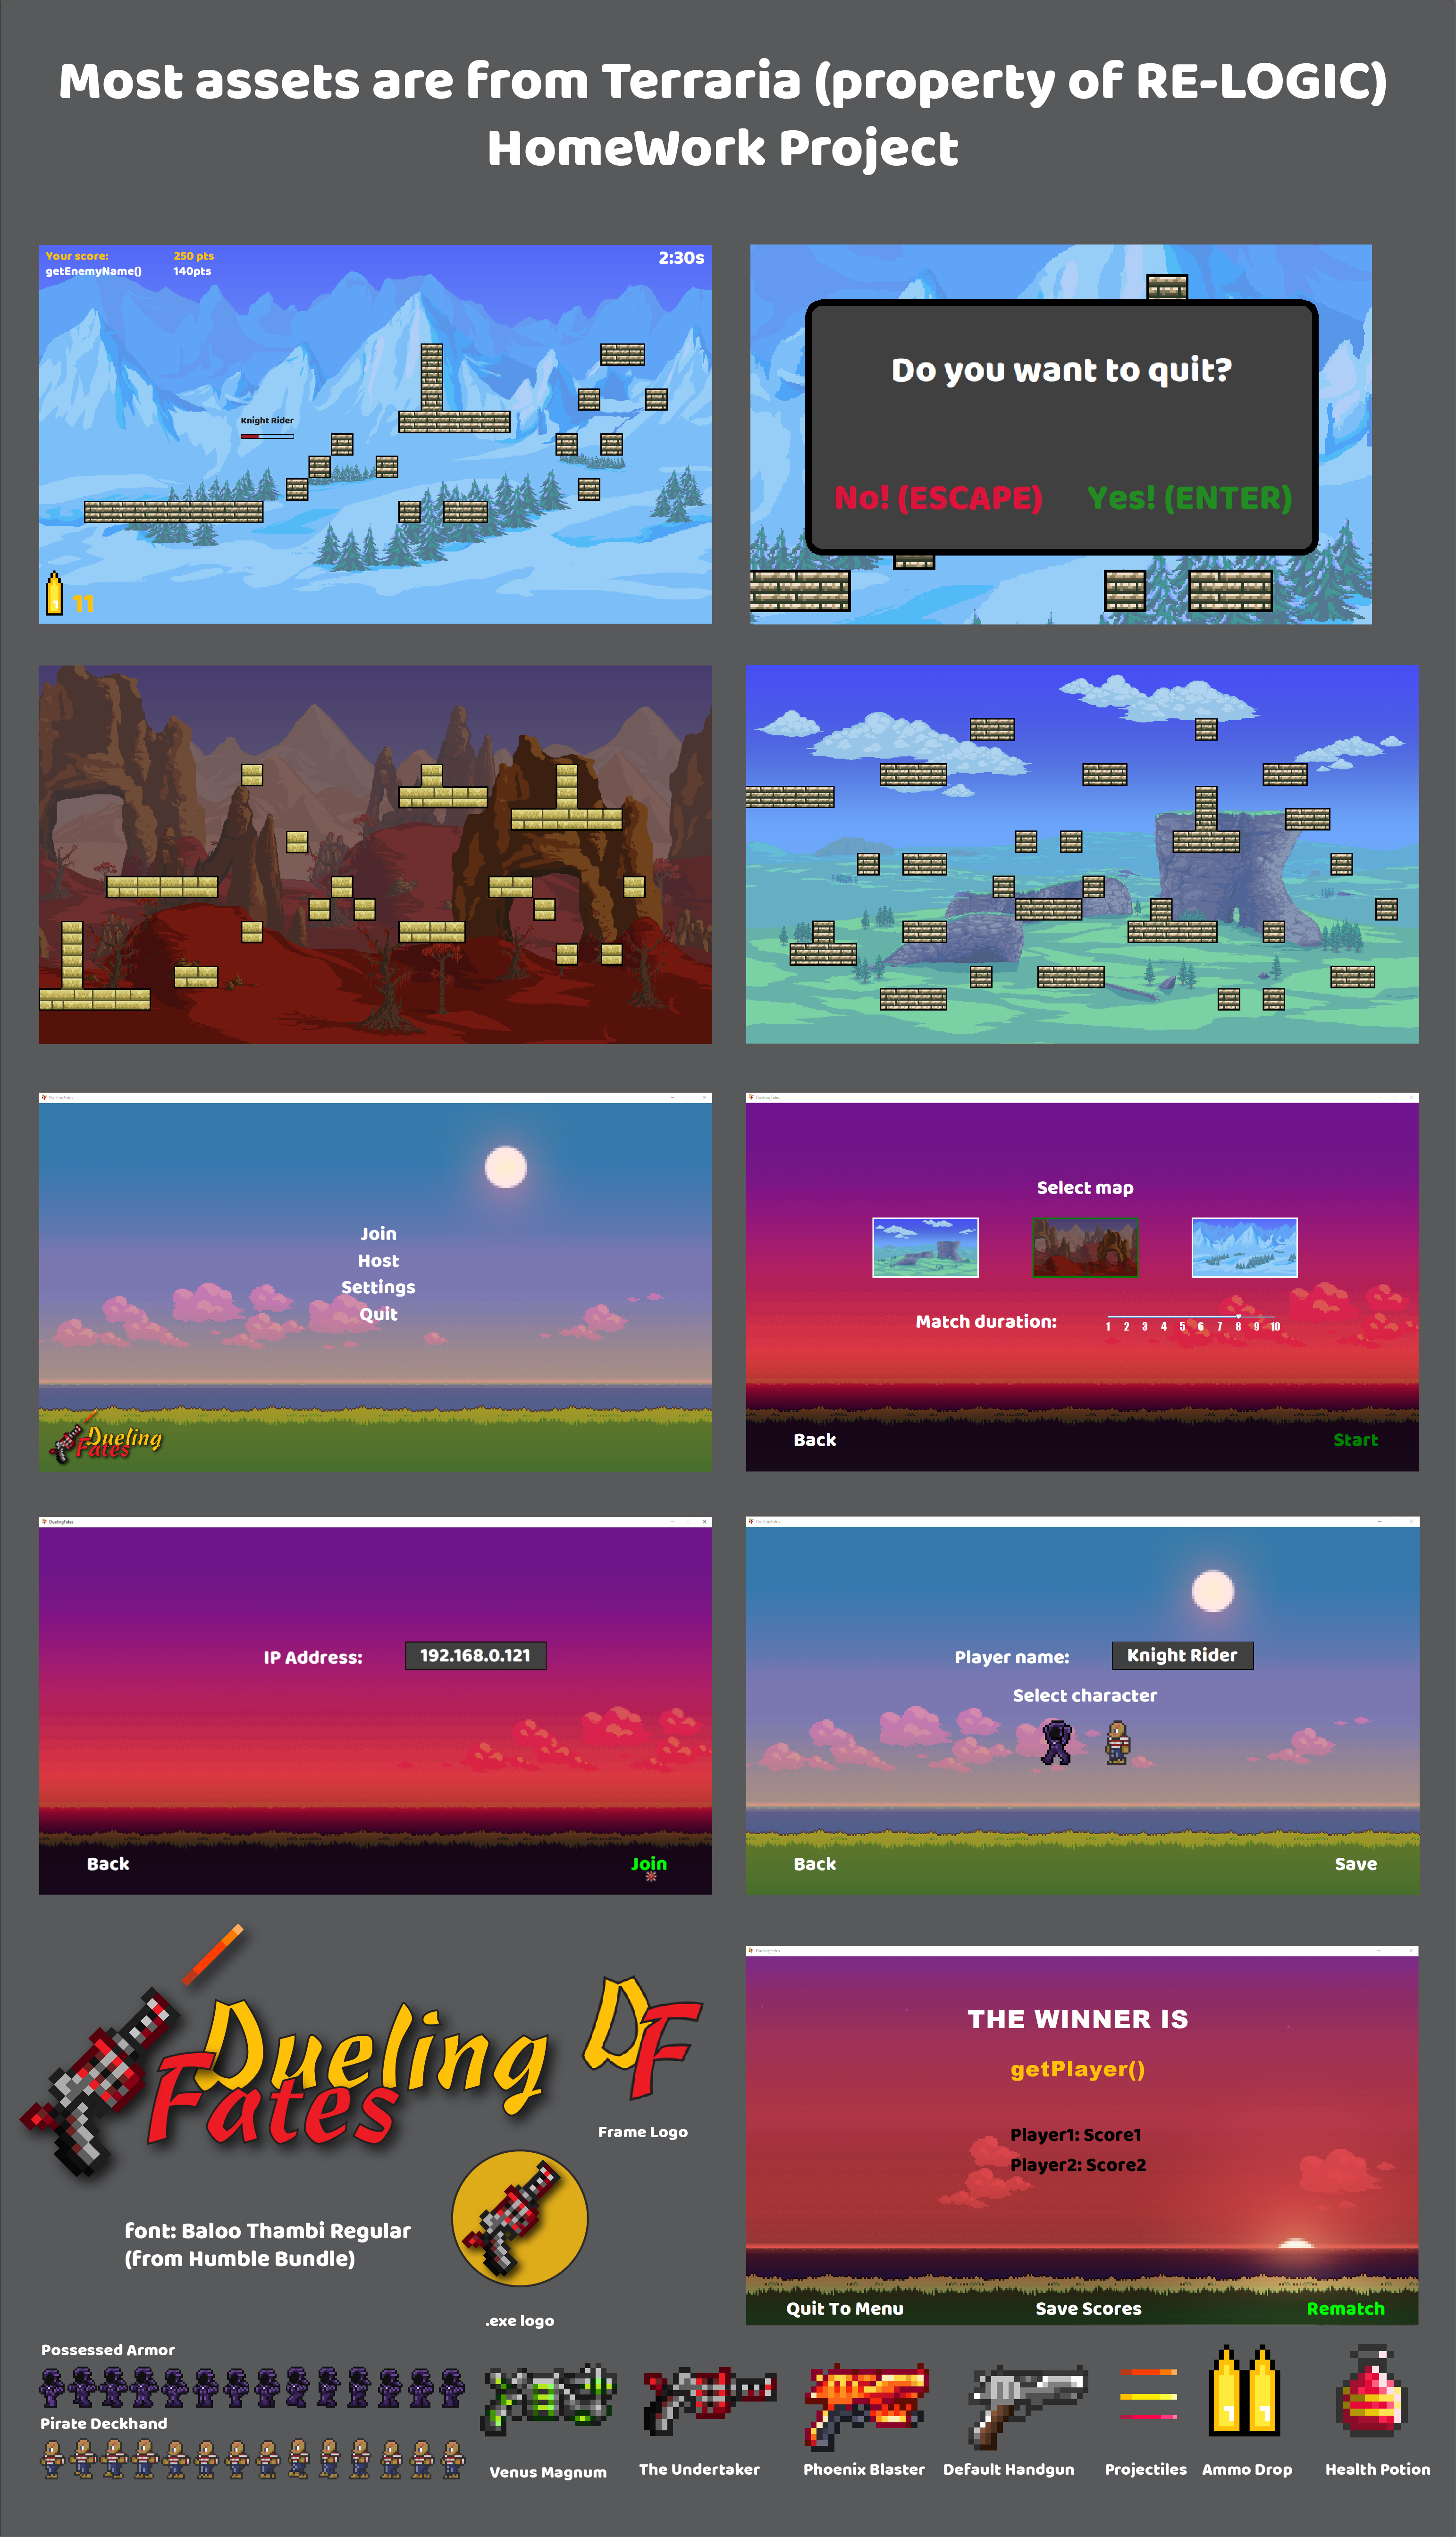 Most assets are from Terraria (property of RE-LOGIC)
HomeWork Project
Your score: 250 pts
getEnemyName() 140pts
2:30s
Knight Rider
11
Do you want to quit?
No! (ESCAPE) Yes! (ENTER)
DuelingFates
Join
Host
Settings
Quit
Dueling
Fates
DuelingFates
Select map
Match duration:
1 2 3 4 5 6 7 8 9 10
Back
Start
DuelingFates
IP Address: 192.168.0.121
Back
Join
DuelingFates
Player name: Knight Rider
Select character
Back
Save
Dueling
Fates
DF
Frame Logo
font: Baloo Thambi Regular
(from Humble Bundle)
.exe logo
DuelingFates
THE WINNER IS
getPlayer()
Player1: Score1
Player2: Score2
Quit To Menu Save Scores Rematch
Possessed Armor
Pirate Deckhand
Venus Magnum
The Undertaker
Phoenix Blaster
Default Handgun
Projectiles
Ammo Drop
Health Potion